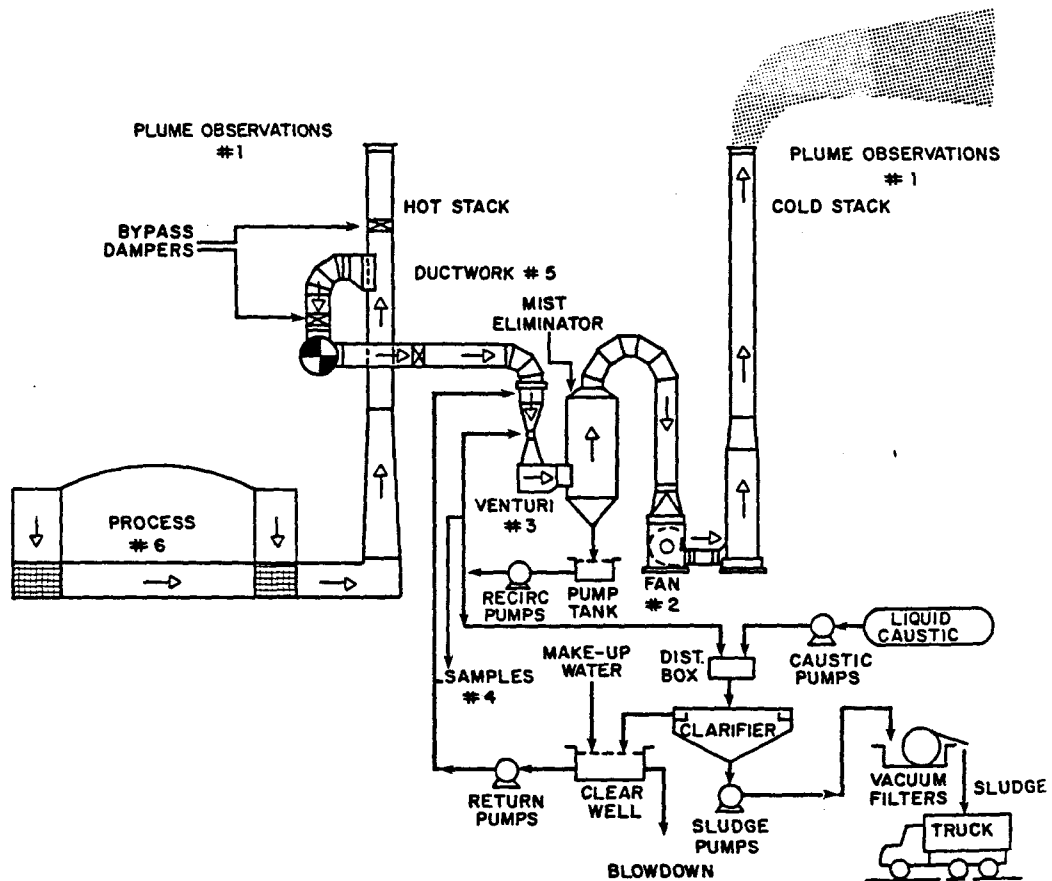 PLUME OBSERVATIONS
#1
PLUME OBSERVATIONS
#1
HOT STACK
COLD STACK
BYPASS
DAMPERS
DUCTWORK #5
MIST
ELIMINATOR
VENTURI
#3
PROCESS
#6
RECIRC
PUMPS
PUMP
TANK
FAN
#2
LIQUID
CAUSTIC
CAUSTIC
PUMPS
DIST.
BOX
MAKE-UP
WATER
SAMPLES
#4
CLARIFIER
RETURN
PUMPS
CLEAR
WELL
SLUDGE
PUMPS
VACUUM
FILTERS
SLUDGE
TRUCK
BLOWDOWN